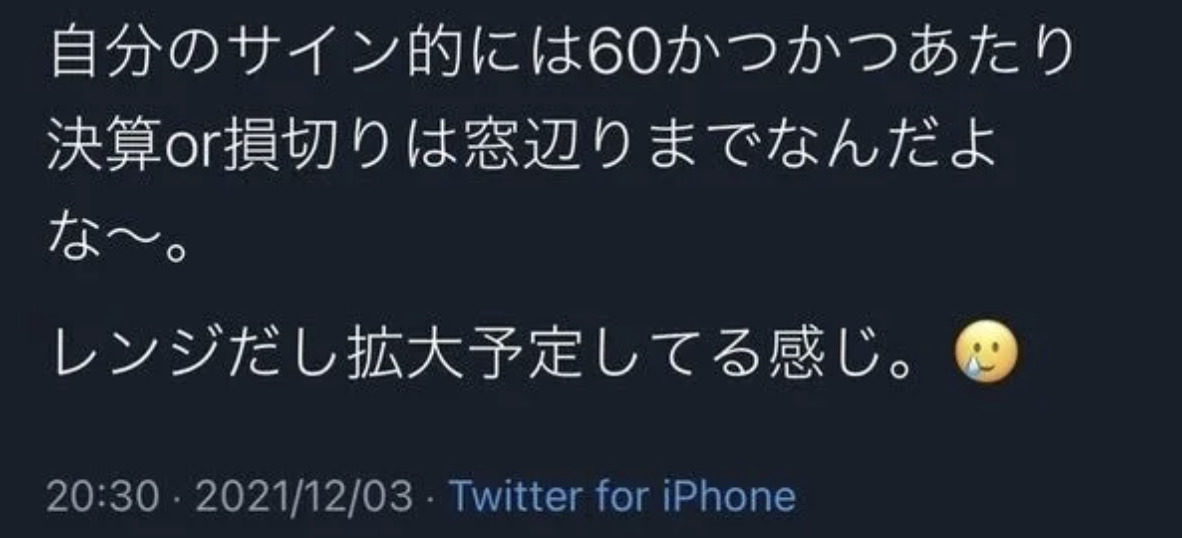 自分のサイン的には60かつかつあたり
決算or損切りは窓辺りまでなんだよ
な〜。
レンジだし拡大予定してる感じ。🥲
20:30 · 2021/12/03 · Twitter for iPhone